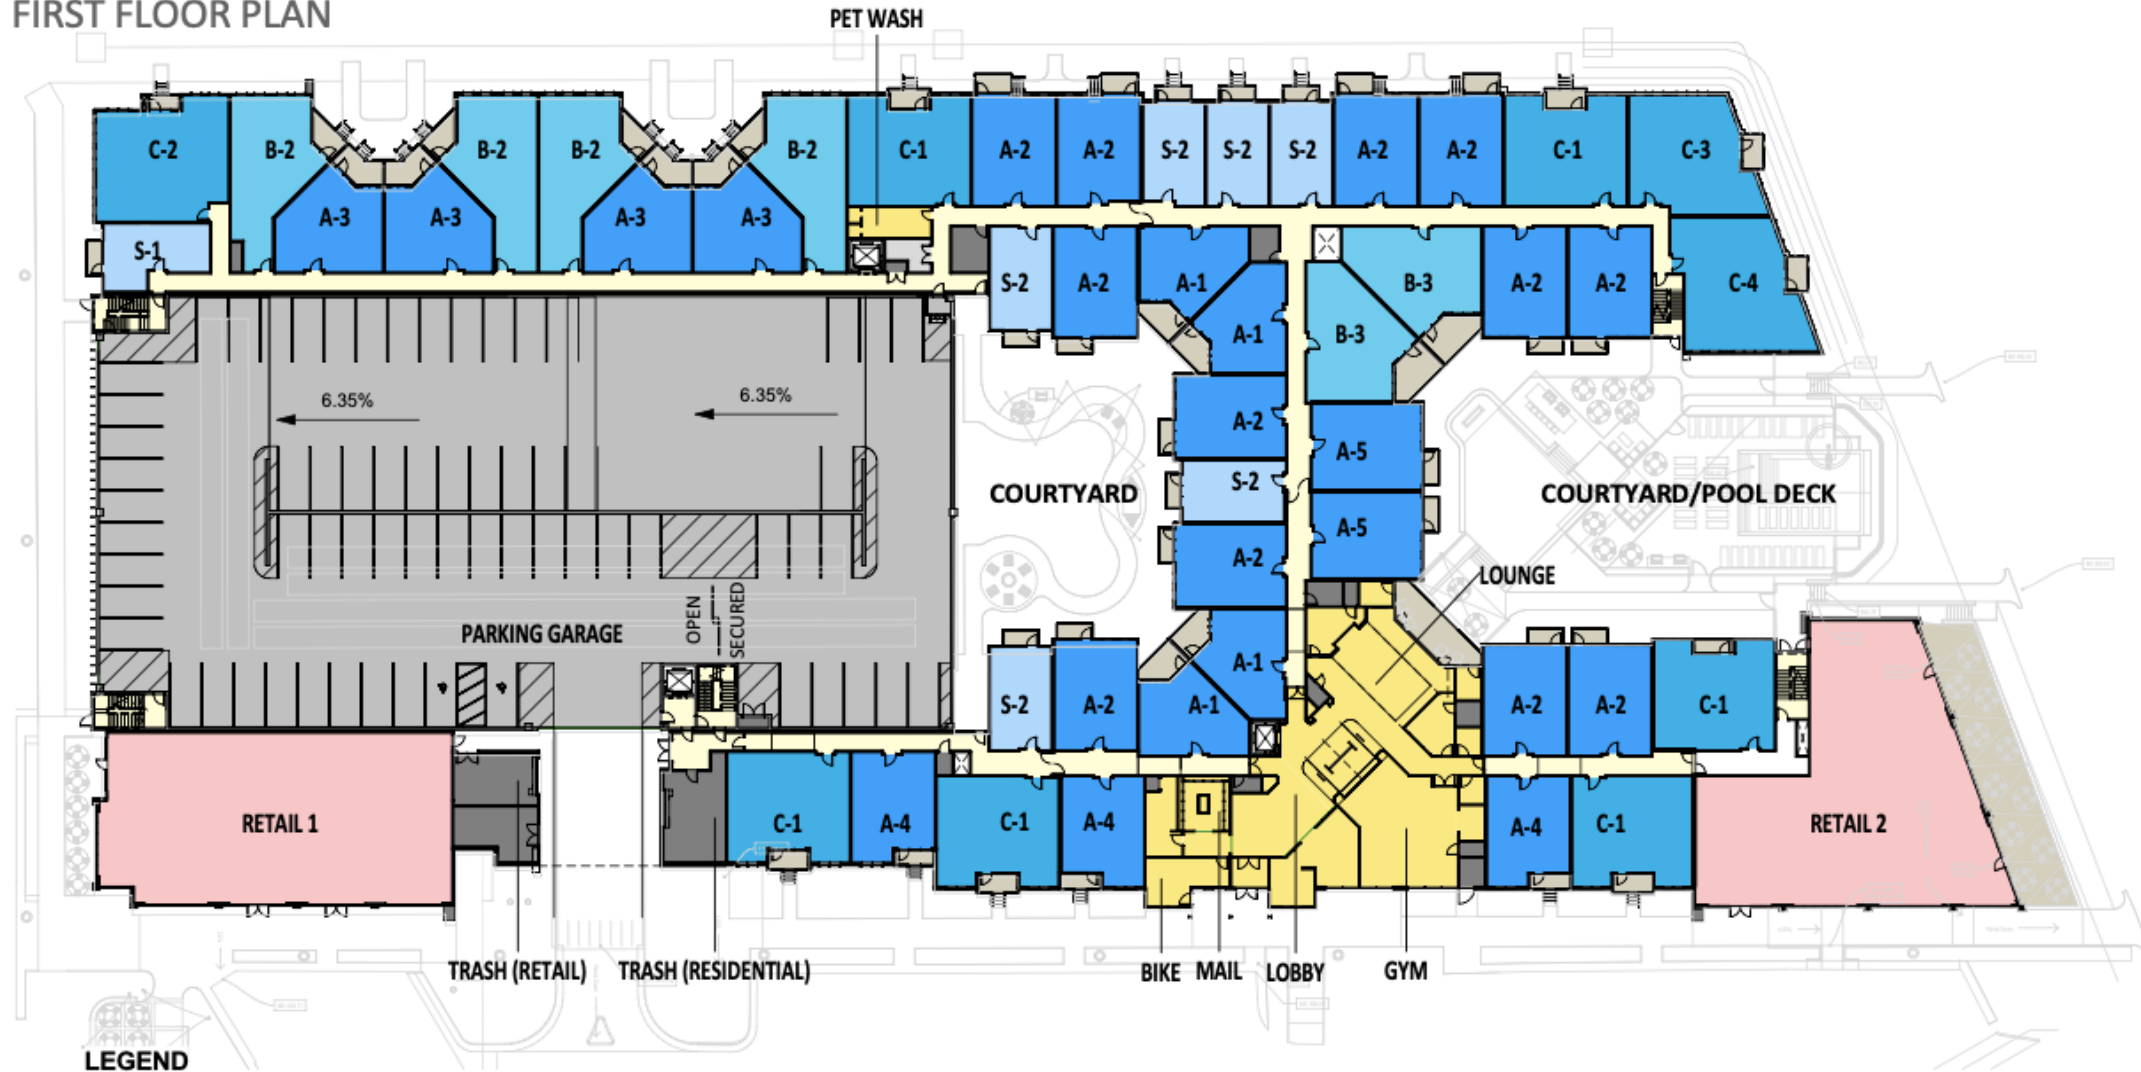 FIRST FLOOR PLAN
PET WASH
C-2
B-2
B-2
B-2
B-2
C-1
A-2
A-2
S-2
S-2
S-2
A-2
A-2
C-1
C-3
A-3
A-3
A-3
A-3
S-1
S-2
A-2
A-1
B-3
A-2
A-2
C-4
A-1
B-3
6.35%
6.35%
A-2
A-5
S-2
COURTYARD
COURTYARD/POOL DECK
A-5
A-2
LOUNGE
OPEN
SECURED
PARKING GARAGE
A-1
S-2
A-2
A-1
A-2
A-2
C-1
RETAIL 1
C-1
A-4
C-1
A-4
A-4
C-1
RETAIL 2
TRASH (RETAIL)
TRASH (RESIDENTIAL)
BIKE
MAIL
LOBBY
GYM
LEGEND